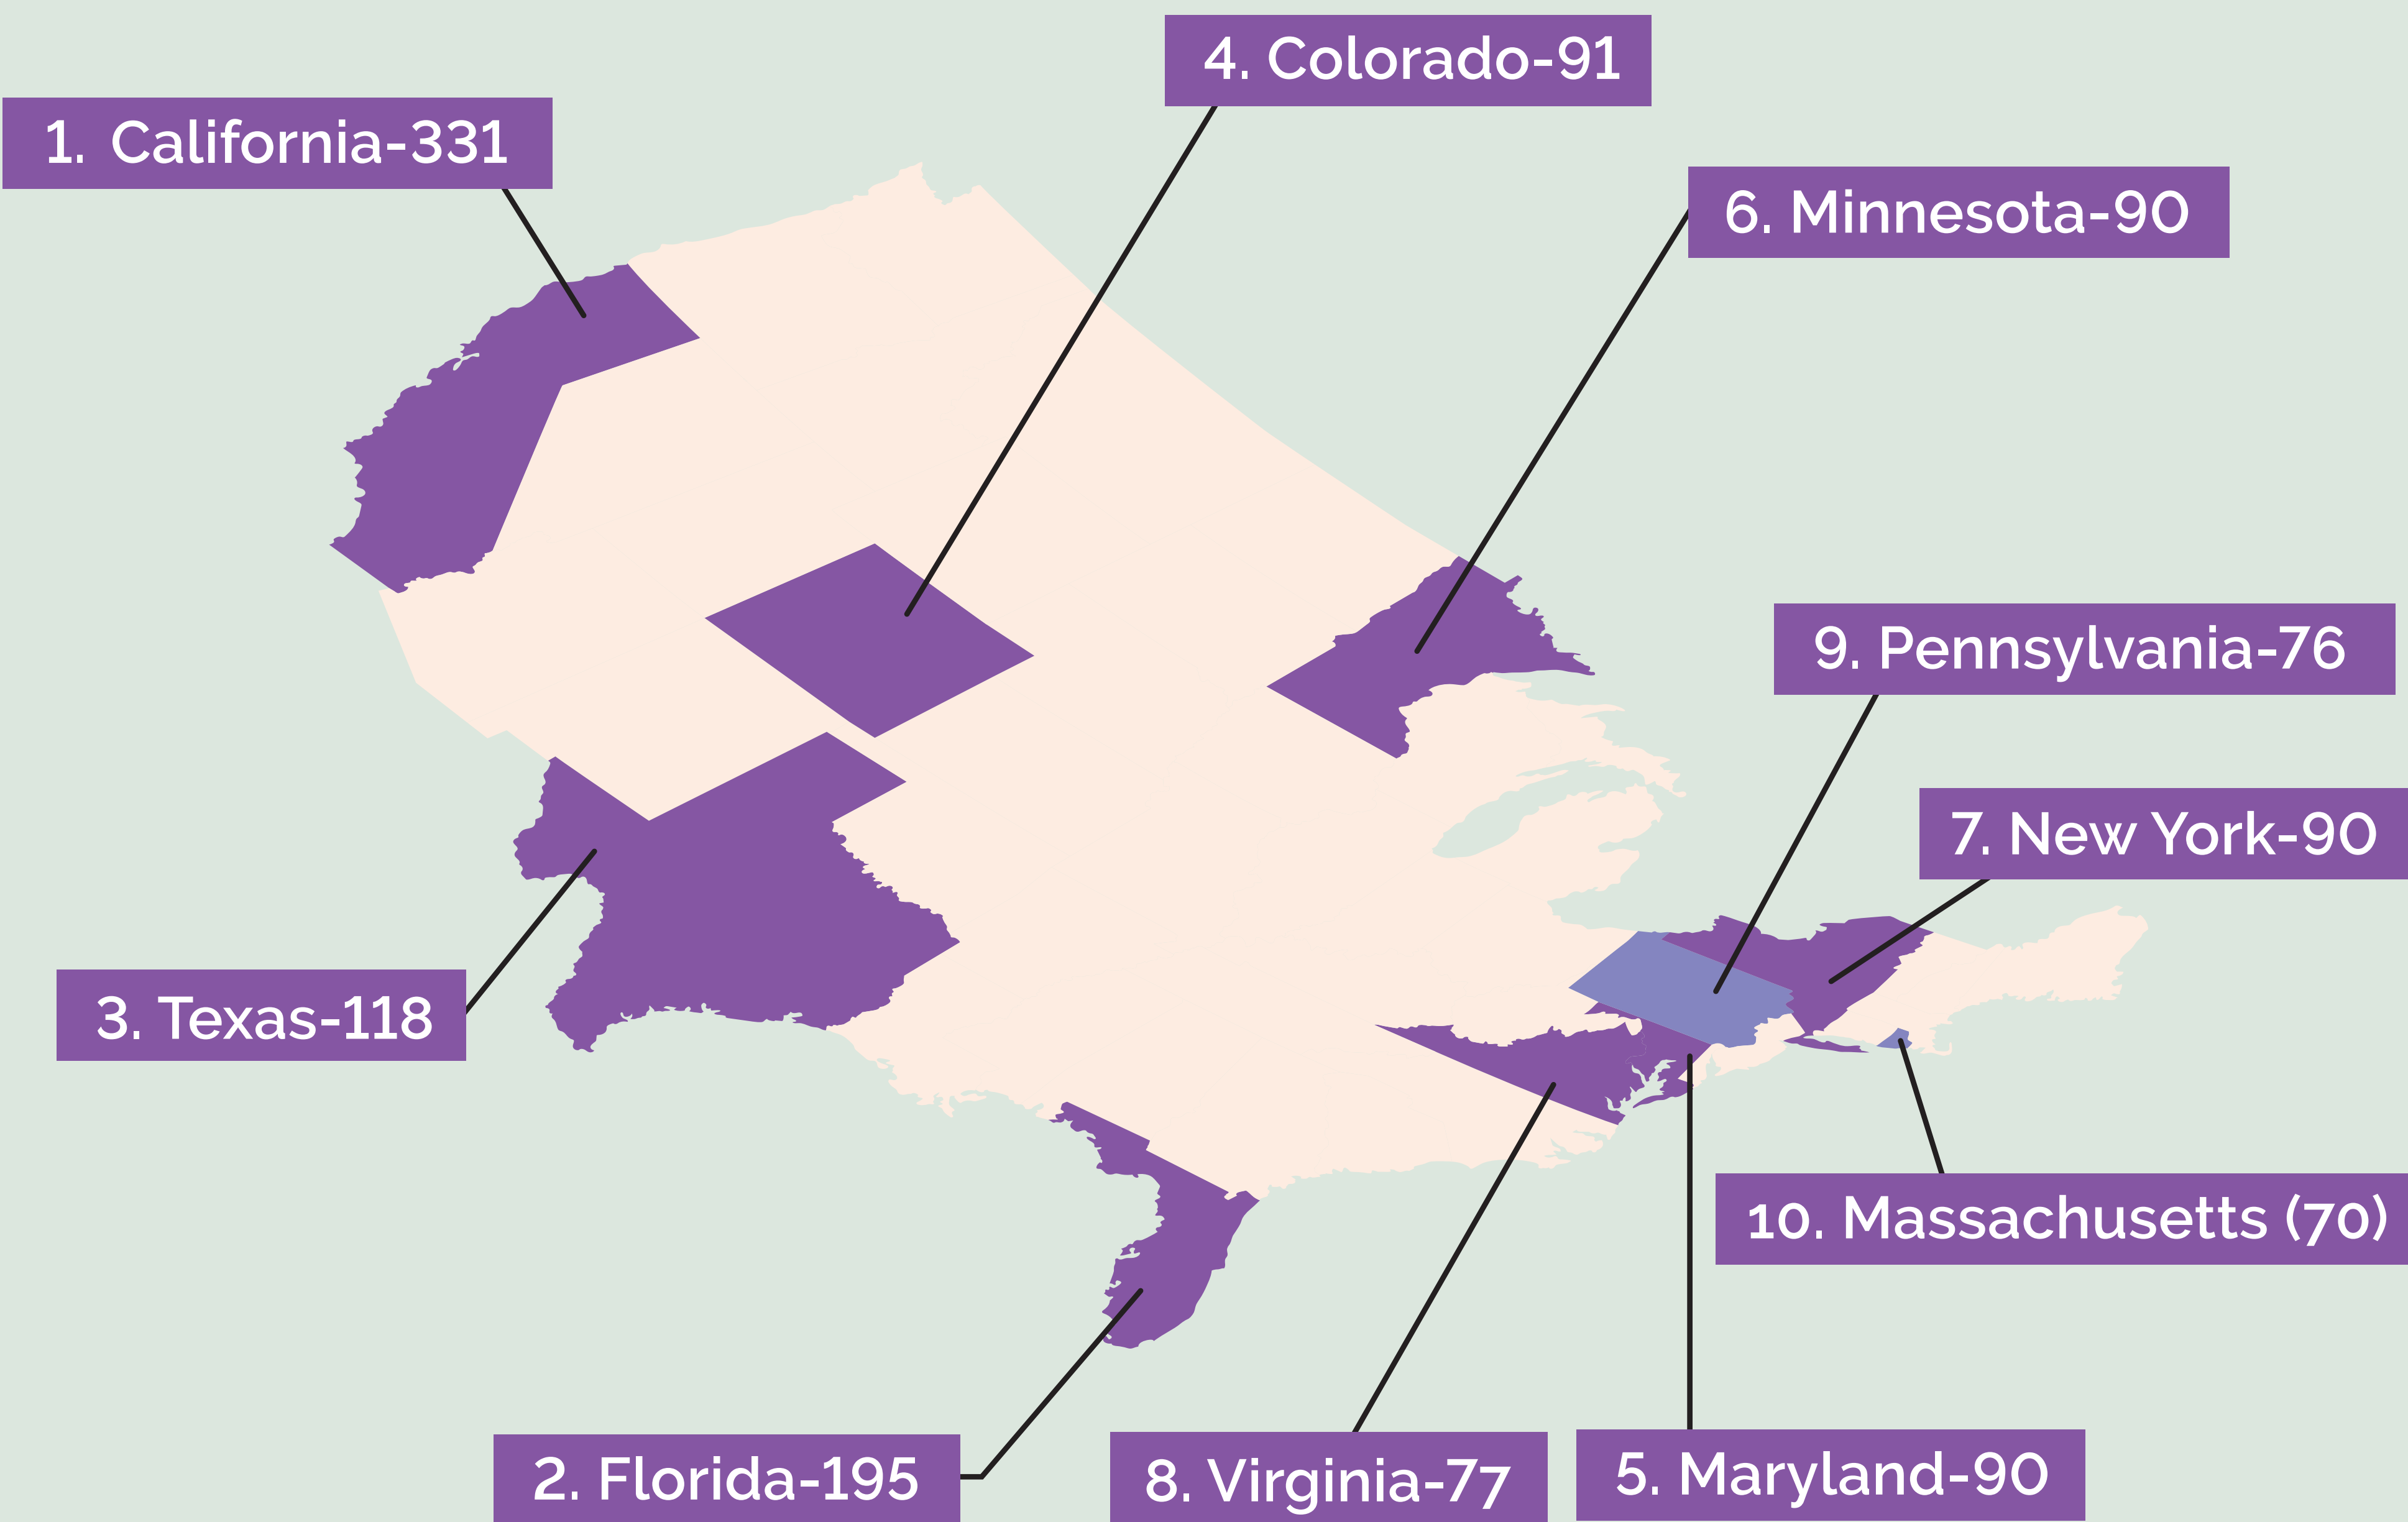 4. Colorado-91
1. California-331
6. Minnesota-90
9. Pennsylvania-76
7. New York-90
3. Texas-118
10. Massachusetts (70)
2. Florida-195
8. Virginia-77
5. Maryland-90